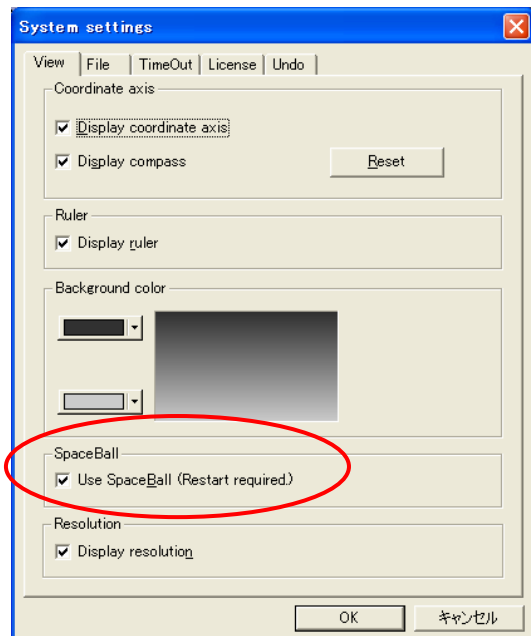 System settings
View File TimeOut License Undo
Coordinate axis
Display coordinate axis
Display compass Reset
Ruler
Display ruler
Background color
SpaceBall
Use SpaceBall (Restart required.)
Resolution
Display resolution
OK キャンセル